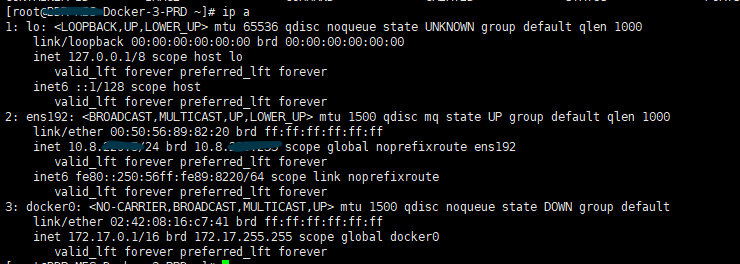 [root@ Docker-3-PRD ~]# ip a
1: lo: <LOOPBACK,UP,LOWER_UP> mtu 65536 qdisc noqueue state UNKNOWN group default qlen 1000
link/loopback 00:00:00:00:00:00 brd 00:00:00:00:00:00
inet 127.0.0.1/8 scope host lo
valid_lft forever preferred_lft forever
inet6 ::1/128 scope host
valid_lft forever preferred_lft forever
2: ens192: <BROADCAST,MULTICAST,UP,LOWER_UP> mtu 1500 qdisc mq state UP group default qlen 1000
link/ether 00:50:56:89:82:20 brd ff:ff:ff:ff:ff:ff
inet 10.8. /24 brd 10.8. scope global noprefixroute ens192
valid_lft forever preferred_lft forever
inet6 fe80::250:56ff:fe89:8220/64 scope link noprefixroute
valid_lft forever preferred_lft forever
3: docker0: <NO-CARRIER,BROADCAST,MULTICAST,UP> mtu 1500 qdisc noqueue state DOWN group default
link/ether 02:42:08:16:c7:41 brd ff:ff:ff:ff:ff:ff
inet 172.17.0.1/16 brd 172.17.255.255 scope global docker0
valid_lft forever preferred_lft forever